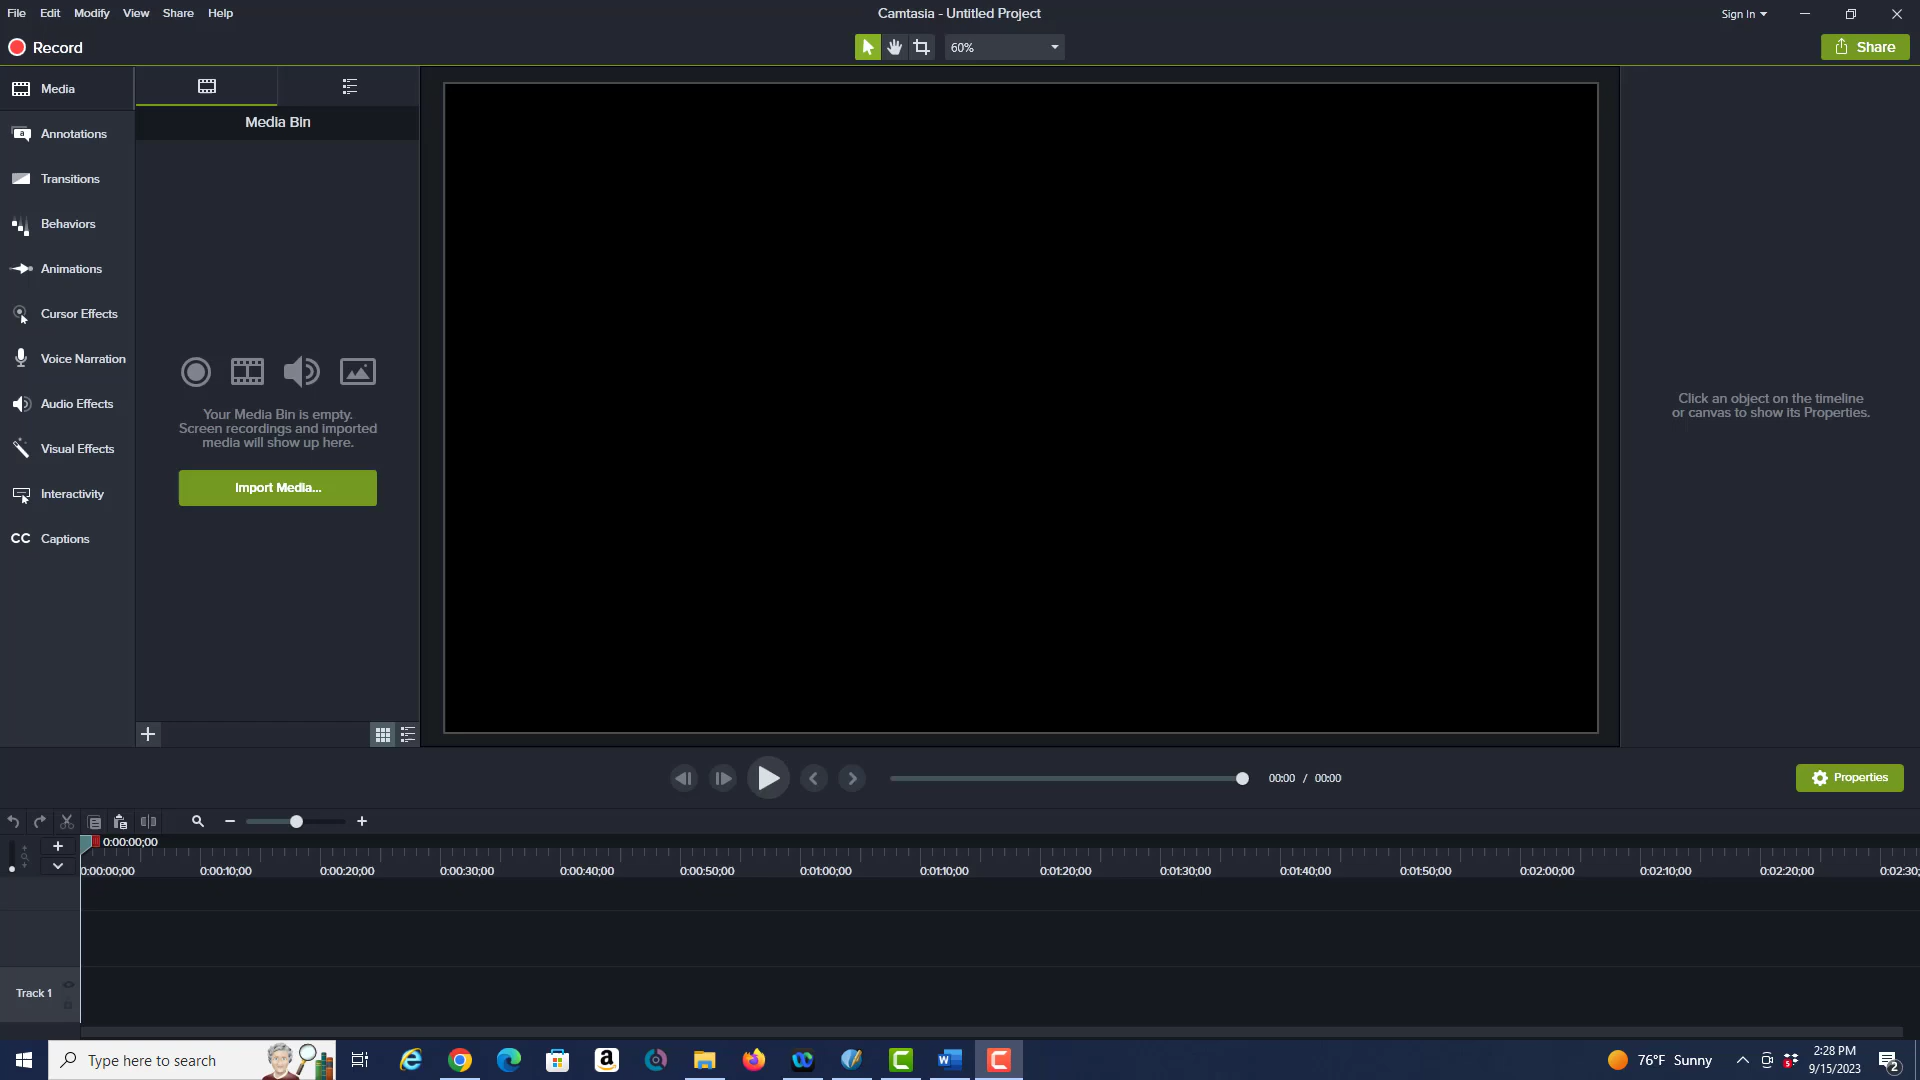 File Edit Modify View Share Help
Camtasia - Untitled Project
Sign In
Record
60%
Share
Media
Annotations
Transitions
Behaviors
Animations
Cursor Effects
Voice Narration
Audio Effects
Visual Effects
Interactivity
CC Captions
Media Bin
Your Media Bin is empty.
Screen recordings and imported
media will show up here.
Import Media...
Click an object on the timeline
or canvas to show its Properties.
00:00 / 00:00
Properties
0:00:00;00
0:00:00;00 0:00:10;00 0:00:20;00 0:00:30;00 0:00:40;00 0:00:50;00 0:01:00;00 0:01:10;00 0:01:20;00 0:01:30;00 0:01:40;00 0:01:50;00 0:02:00;00 0:02:10;00 0:02:20;00 0:02:30;
Track 1
Type here to search
76°F Sunny
2:28 PM
9/15/2023
2